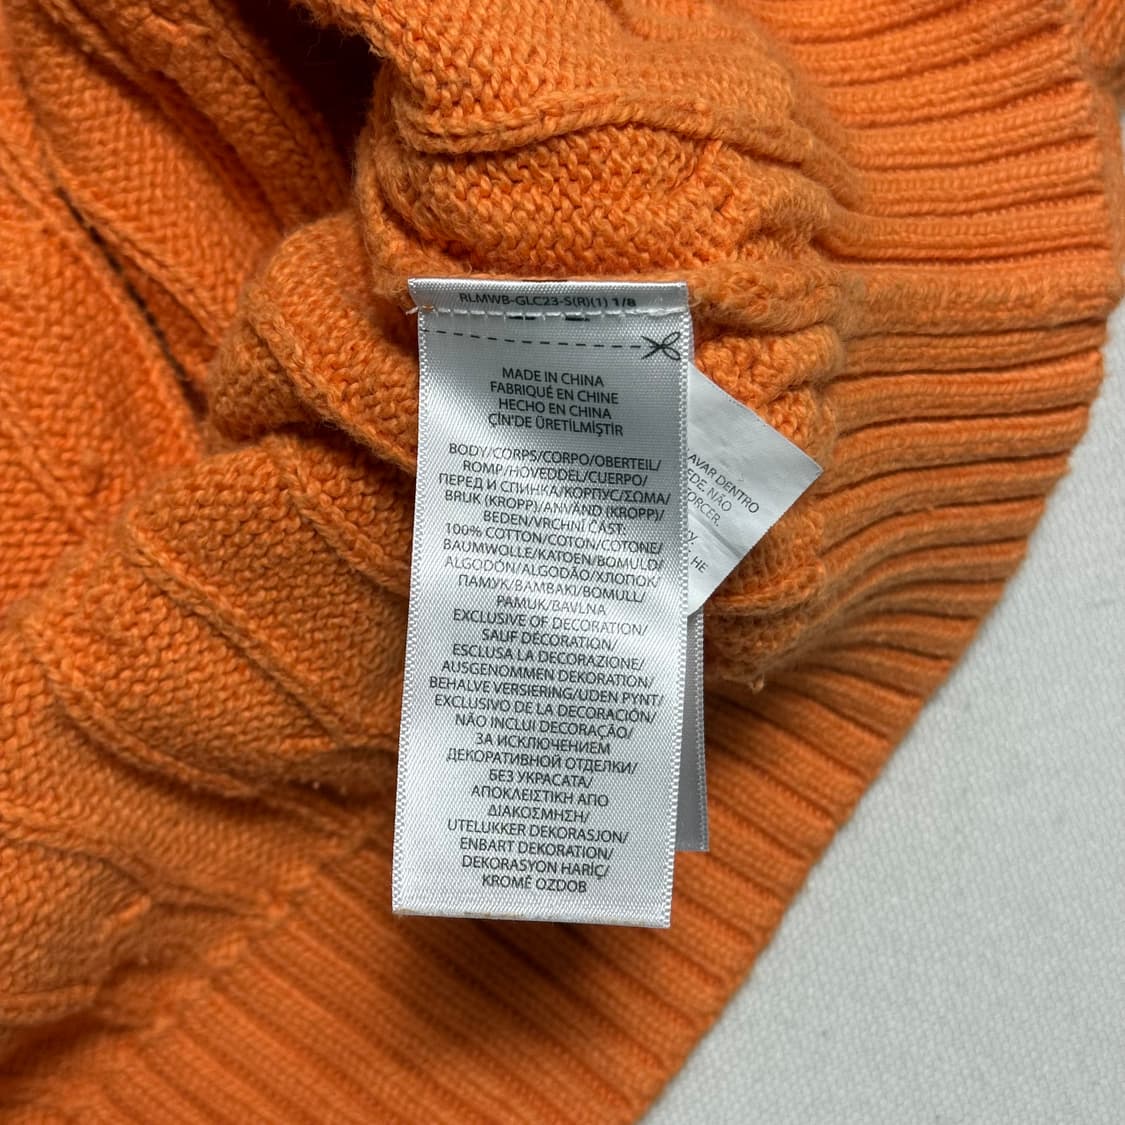 RLMWB-GLC23-S(R)(1) 1/8
MADE IN CHINA
FABRIQUÉ EN CHINE
HECHO EN CHINA
ÇİN'DE ÜRETİLMİŞTİR
BODY/CORPS/CORPO/OBERTEIL/
ROMP/HOVEDDEL/CUERPO/
ПЕРЕД И СПИНКА/КОРПУС/ΣΩΜΑ/
BRUK (KROPP)/ANVÄND (KROPP)/
BEDEN/VRCHNÍ ČÁST:
100% COTTON/COTON/COTONE/
BAUMWOLLE/KATOEN/BOMULD/
ALGODÓN/ALGODÃO/ХЛОПОК/
ПАМУК/ΒΑΜΒΑΚΙ/BOMULL/
PAMUK/BAVLNA
EXCLUSIVE OF DECORATION/
SAUF DÉCORATION/
ESCLUSA LA DECORAZIONE/
AUSGENOMMEN DEKORATION/
BEHALVE VERSIERING/UDEN PYNT/
EXCLUSIVO DE LA DECORACIÓN/
NÃO INCLUI DECORAÇÃO/
ЗА ИСКЛЮЧЕНИЕМ
ДЕКОРАТИВНОЙ ОТДЕЛКИ/
БЕЗ УКРАСАТА/
ΑΠΟΚΛΕΙΣΤΙΚΗ ΑΠΟ
ΔΙΑΚΟΣΜΗΣΗ/
UTELUKKER DEKORASJON/
ENBART DEKORATION/
DEKORASYON HARİÇ/
KROMĚ OZDOB
LAVAR DENTRO
EDE. NÃO
ORCER.
HE